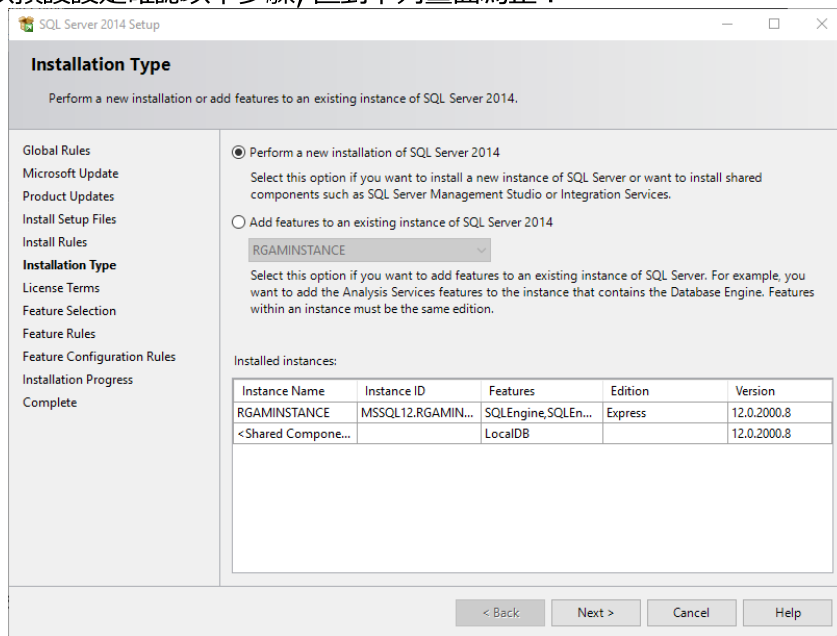 SQL Server 2014 Setup
Installation Type
Perform a new installation or add features to an existing instance of SQL Server 2014.
Global Rules
Microsoft Update
Product Updates
Install Setup Files
Install Rules
Installation Type
License Terms
Feature Selection
Feature Rules
Feature Configuration Rules
Installation Progress
Complete
Perform a new installation of SQL Server 2014
Select this option if you want to install a new instance of SQL Server or want to install shared
components such as SQL Server Management Studio or Integration Services.
Add features to an existing instance of SQL Server 2014
RGAMINSTANCE
Select this option if you want to add features to an existing instance of SQL Server. For example, you
want to add the Analysis Services features to the instance that contains the Database Engine. Features
within an instance must be the same edition.
Installed instances:
Instance Name Instance ID Features Edition Version
RGAMINSTANCE MSSQL12.RGAMIN... SQLEngine,SQLEn... Express 12.0.2000.8
<Shared Compone... LocalDB 12.0.2000.8
< Back Next > Cancel Help